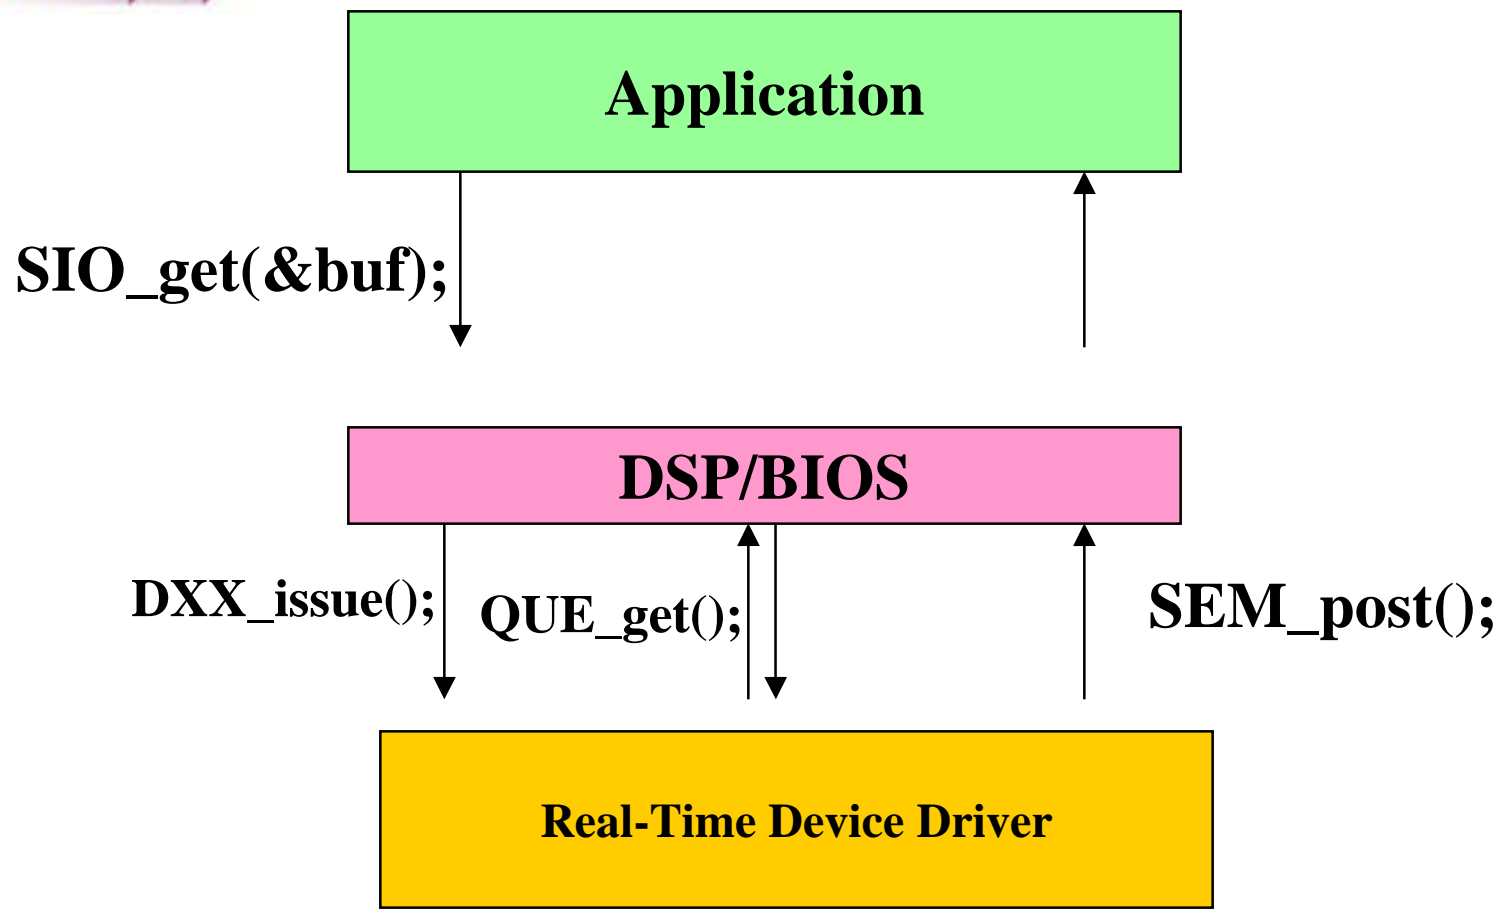 Application
SIO_get(&buf);
DSP/BIOS
DXX_issue();
QUE_get();
SEM_post();
Real-Time Device Driver